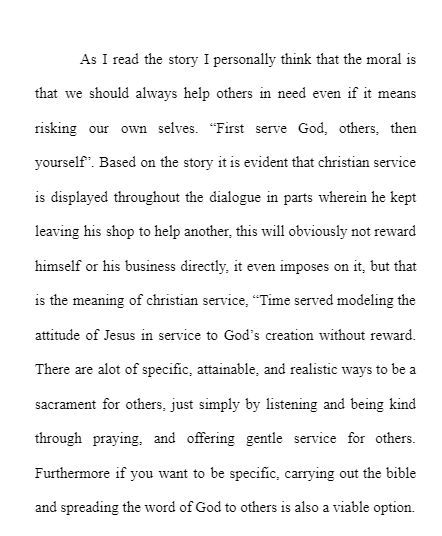 As I read the story I personally think that the moral is
that we should always help others in need even if it means
risking our own selves. “First serve God, others, then
yourself”. Based on the story it is evident that christian service
is displayed throughout the dialogue in parts wherein he kept
leaving his shop to help another, this will obviously not reward
himself or his business directly, it even imposes on it, but that
is the meaning of christian service, “Time served modeling the
attitude of Jesus in service to God’s creation without reward.
There are alot of specific, attainable, and realistic ways to be a
sacrament for others, just simply by listening and being kind
through praying, and offering gentle service for others.
Furthermore if you want to be specific, carrying out the bible
and spreading the word of God to others is also a viable option.